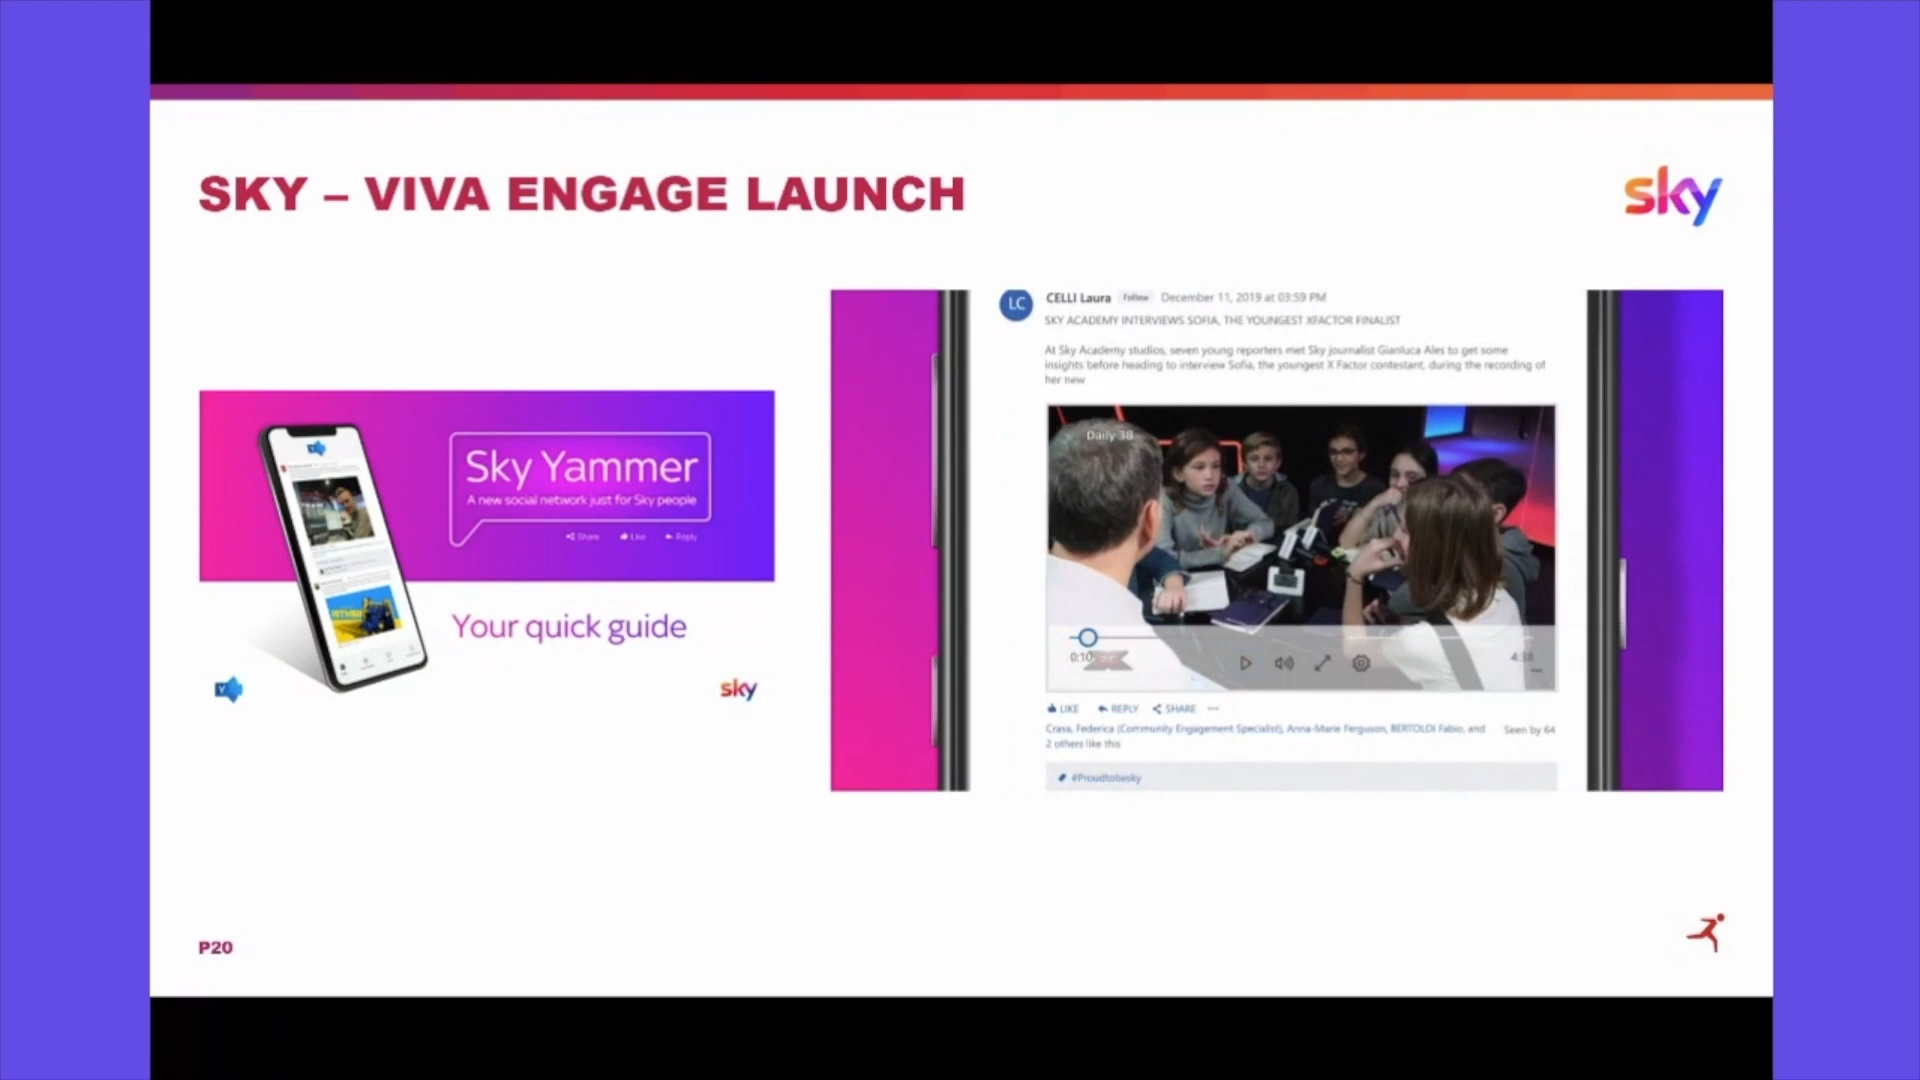 SKY – VIVA ENGAGE LAUNCH
sky
Sky Yammer
A new social network just for Sky people
Share Like Reply
Your quick guide
sky
LC
CELLI Laura Follow December 11, 2019 at 03:59 PM
SKY ACADEMY INTERVIEWS SOFIA, THE YOUNGEST XFACTOR FINALIST
At Sky Academy studios, seven young reporters met Sky journalist Gianluca Ales to get some
insights before heading to interview Sofia, the youngest X Factor contestant, during the recording of
her new
Daily 38
0:10
4:38
LIKE REPLY SHARE
Crasa, Federica (Community Engagement Specialist), Anna-Marie Ferguson, BERTOLDI Fabio, and
2 others like this
Seen by 64
#Proudtobesky
P20